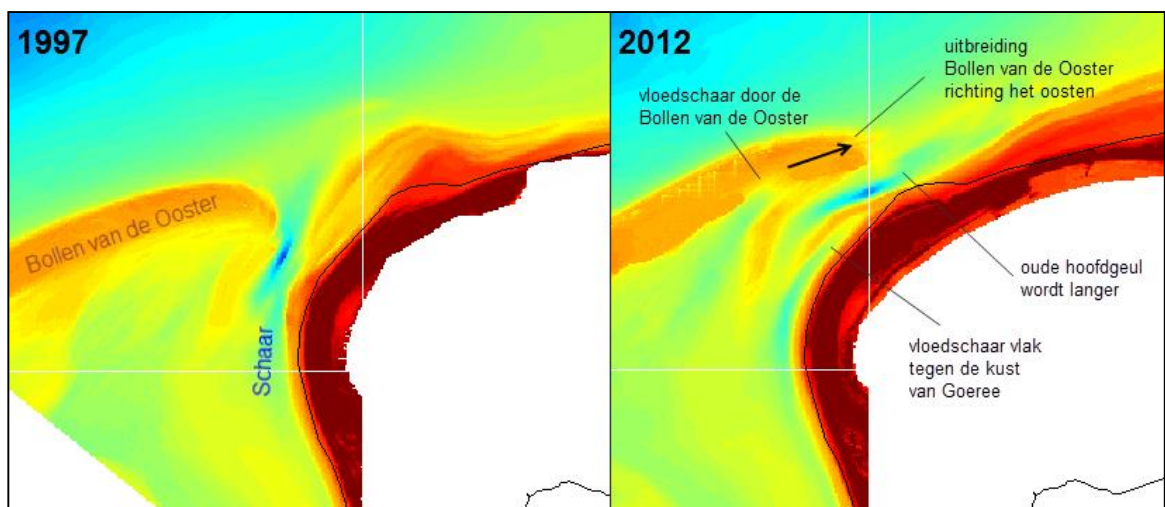 1997
Bollen van de Ooster
Schaar
2012
vloedschaar door de
Bollen van de Ooster
uitbreiding
Bollen van de Ooster
richting het oosten
oude hoofdgeul
wordt langer
vloedschaar vlak
tegen de kust
van Goeree